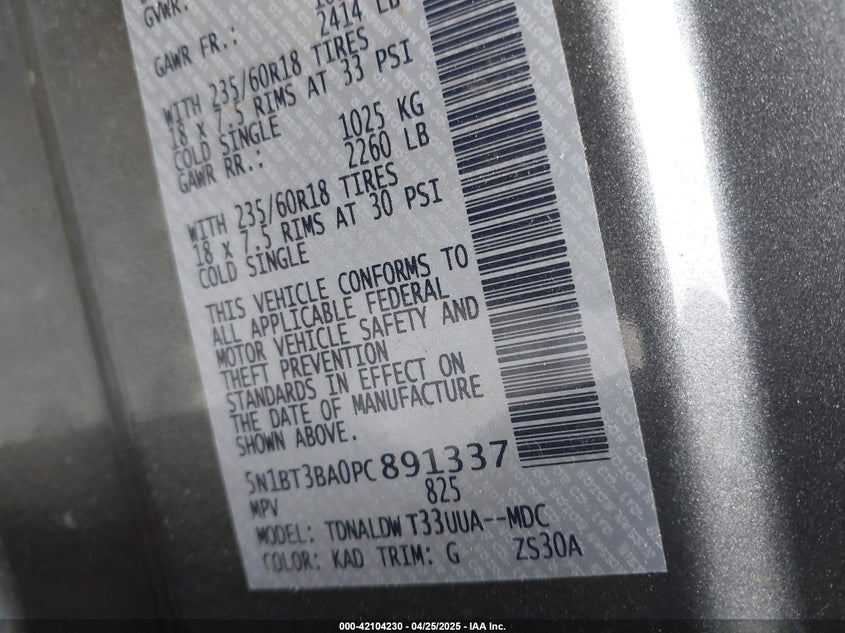 GVWR:
GAWR FR.: 2414 LB
WITH 235/60R18 TIRES
18 X 7.5 RIMS AT 33 PSI
COLD SINGLE 1025 KG
GAWR RR.: 2260 LB
WITH 235/60R18 TIRES
18 X 7.5 RIMS AT 30 PSI
COLD SINGLE
THIS VEHICLE CONFORMS TO
ALL APPLICABLE FEDERAL
MOTOR VEHICLE SAFETY AND
THEFT PREVENTION
STANDARDS IN EFFECT ON
THE DATE OF MANUFACTURE
SHOWN ABOVE.
5N1BT3BA0PC891337
MPV 825
MODEL: TDNALDW T33UUA--MDC
COLOR: KAD TRIM: G ZS30A
000-42104230 - 04/25/2025 - IAA Inc.